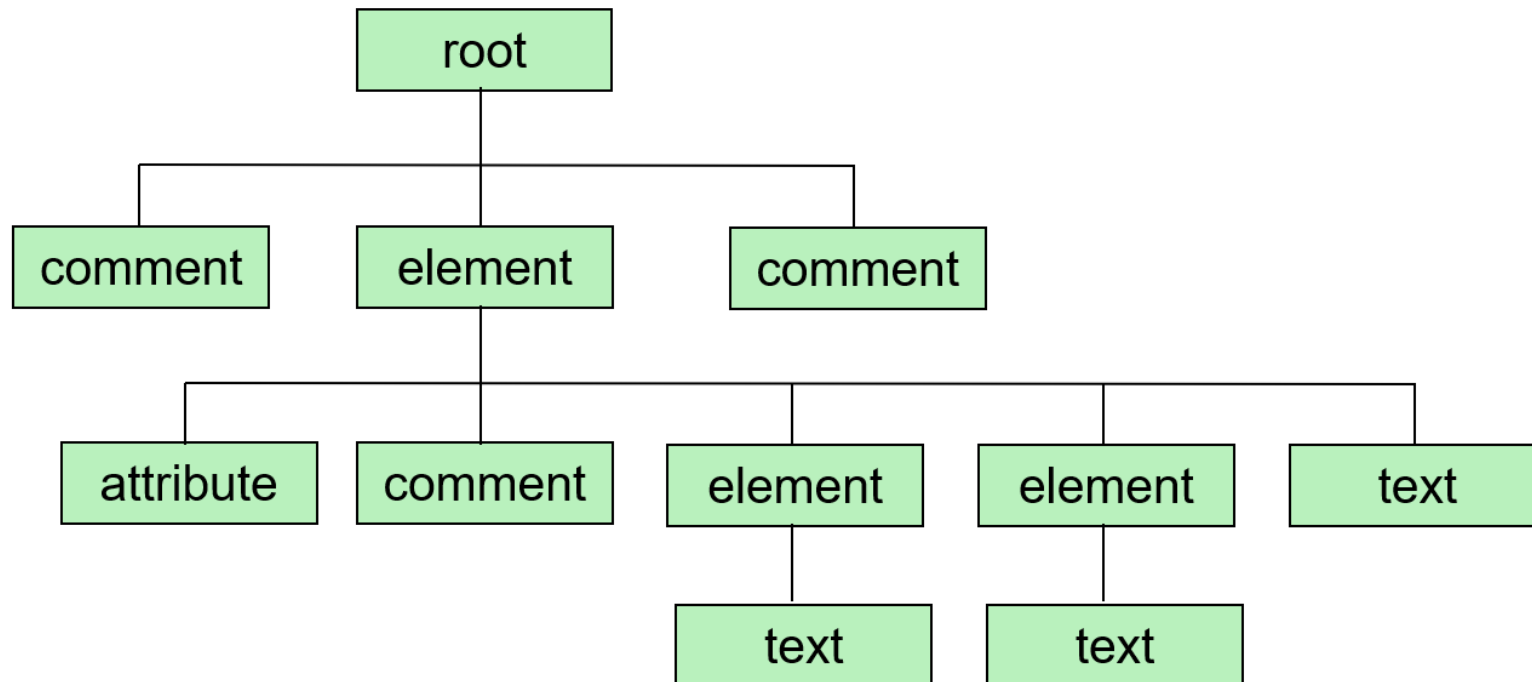 root
comment
element
comment
attribute
comment
element
element
text
text
text